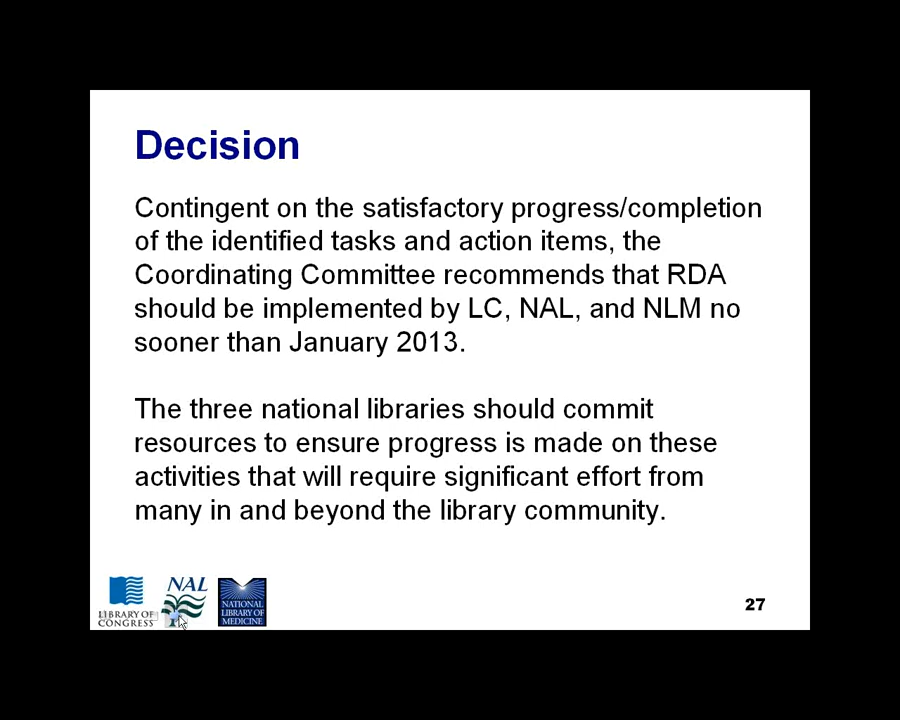 Decision
Contingent on the satisfactory progress/completion
of the identified tasks and action items, the
Coordinating Committee recommends that RDA
should be implemented by LC, NAL, and NLM no
sooner than January 2013.
The three national libraries should commit
resources to ensure progress is made on these
activities that will require significant effort from
many in and beyond the library community.
LIBRARY OF
CONGRESS
NAL
NATIONAL
LIBRARY OF
MEDICINE
27